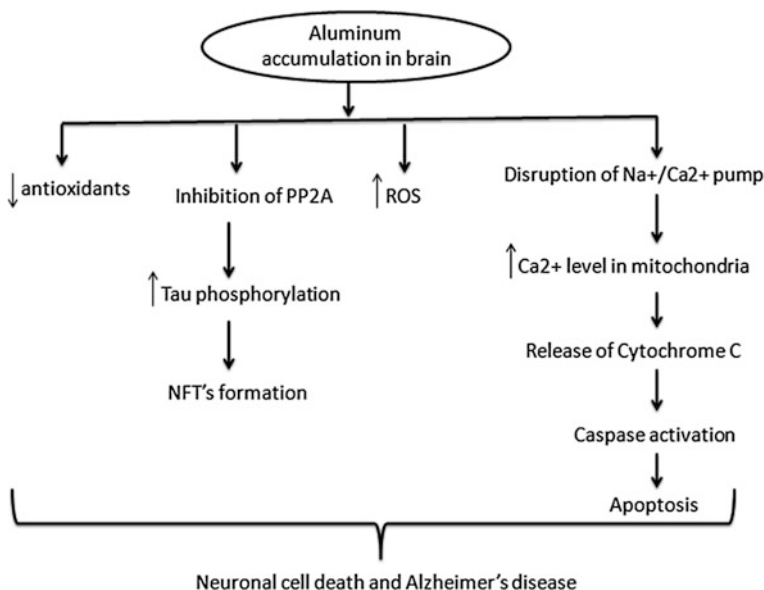 Aluminum
accumulation in brain
↓ antioxidants
Inhibition of PP2A
↑ ROS
Disruption of Na+/Ca2+ pump
↑ Ca2+ level in mitochondria
↑ Tau phosphorylation
Release of Cytochrome C
NFT's formation
Caspase activation
Apoptosis
Neuronal cell death and Alzheimer's disease